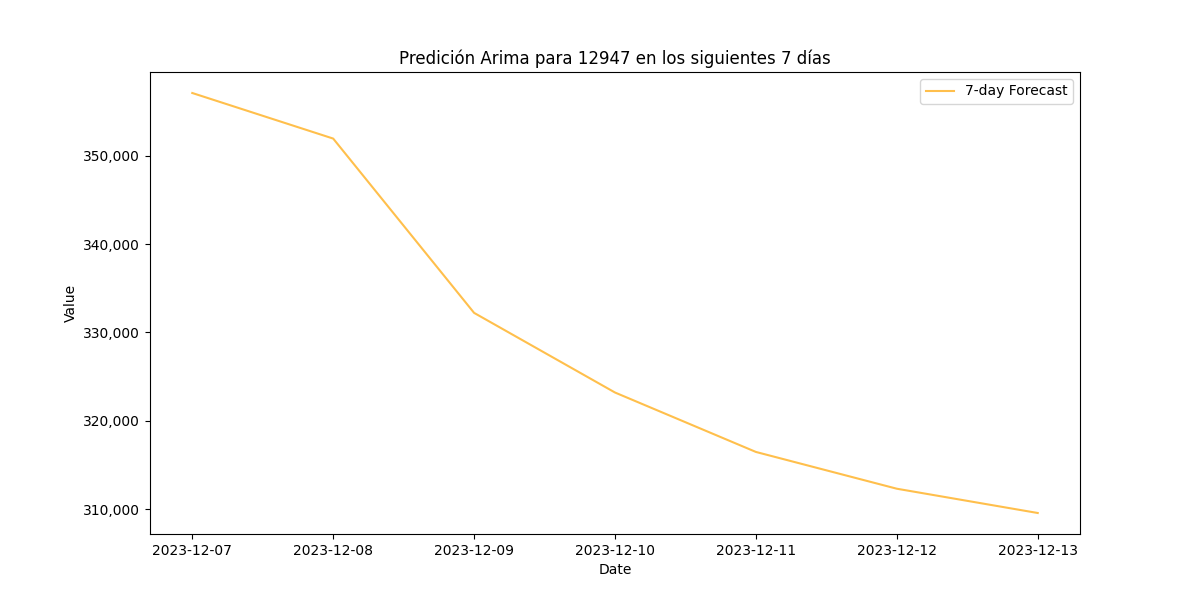 Predición Arima para 12947 en los siguientes 7 días
7-day Forecast
350,000
340,000
330,000
320,000
310,000
Value
2023-12-07 2023-12-08 2023-12-09 2023-12-10 2023-12-11 2023-12-12 2023-12-13
Date